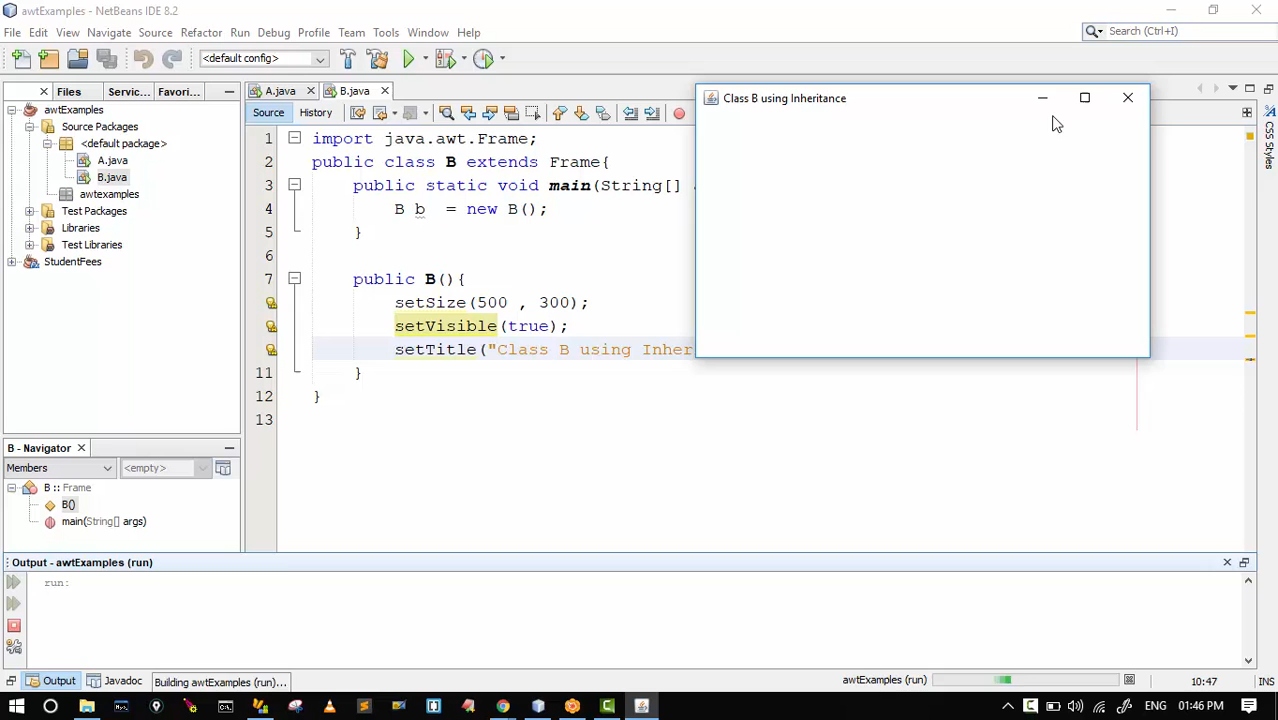 awtExamples - NetBeans IDE 8.2
File Edit View Navigate Source Refactor Run Debug Profile Team Tools Window Help
Search (Ctrl+I)
<default config>
Files Servic... Favori...
A.java B.java
Source History
awtExamples
Source Packages
<default package>
A.java
B.java
awtexamples
Test Packages
Libraries
Test Libraries
StudentFees
Class B using Inheritance
1 import java.awt.Frame;
2 public class B extends Frame{
3 public static void main(String[]
4 B b = new B();
5 }
6
7 public B(){
setSize(500 , 300);
setVisible(true);
setTitle("Class B using Inher
11 }
12 }
13
CSS Styles
B - Navigator
Members <empty>
B :: Frame
B()
main(String[] args)
Output - awtExamples (run)
run:
Output Javadoc Building awtExamples (run)... awtExamples (run) 10:47 INS
ENG 01:46 PM